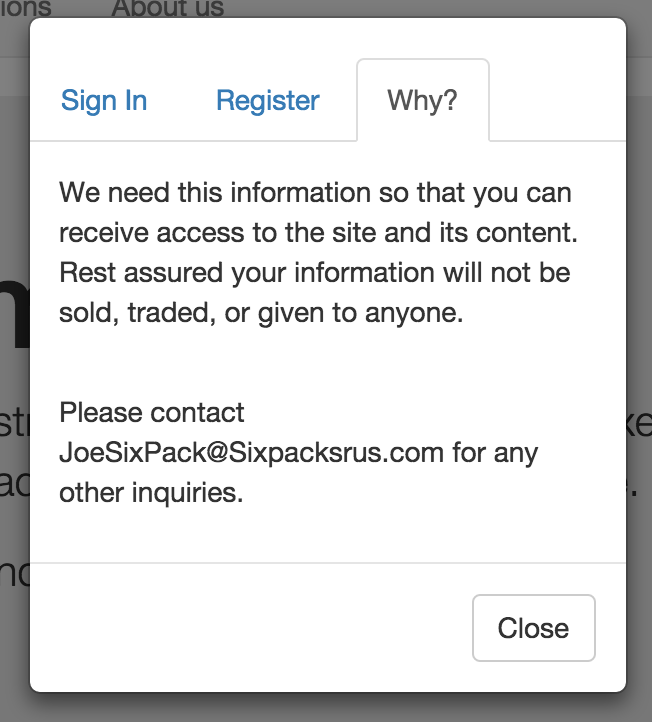 ions About us
Sign In Register Why?
We need this information so that you can
receive access to the site and its content.
Rest assured your information will not be
sold, traded, or given to anyone.
Please contact
JoeSixPack@Sixpacksrus.com for any
other inquiries.
Close